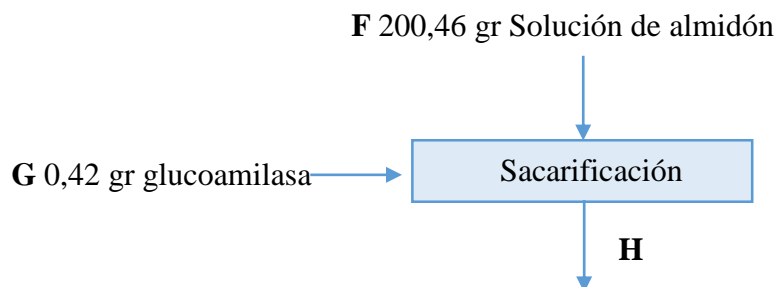 F 200,46 gr Solución de almidón
G 0,42 gr glucoamilasa
Sacarificación
H